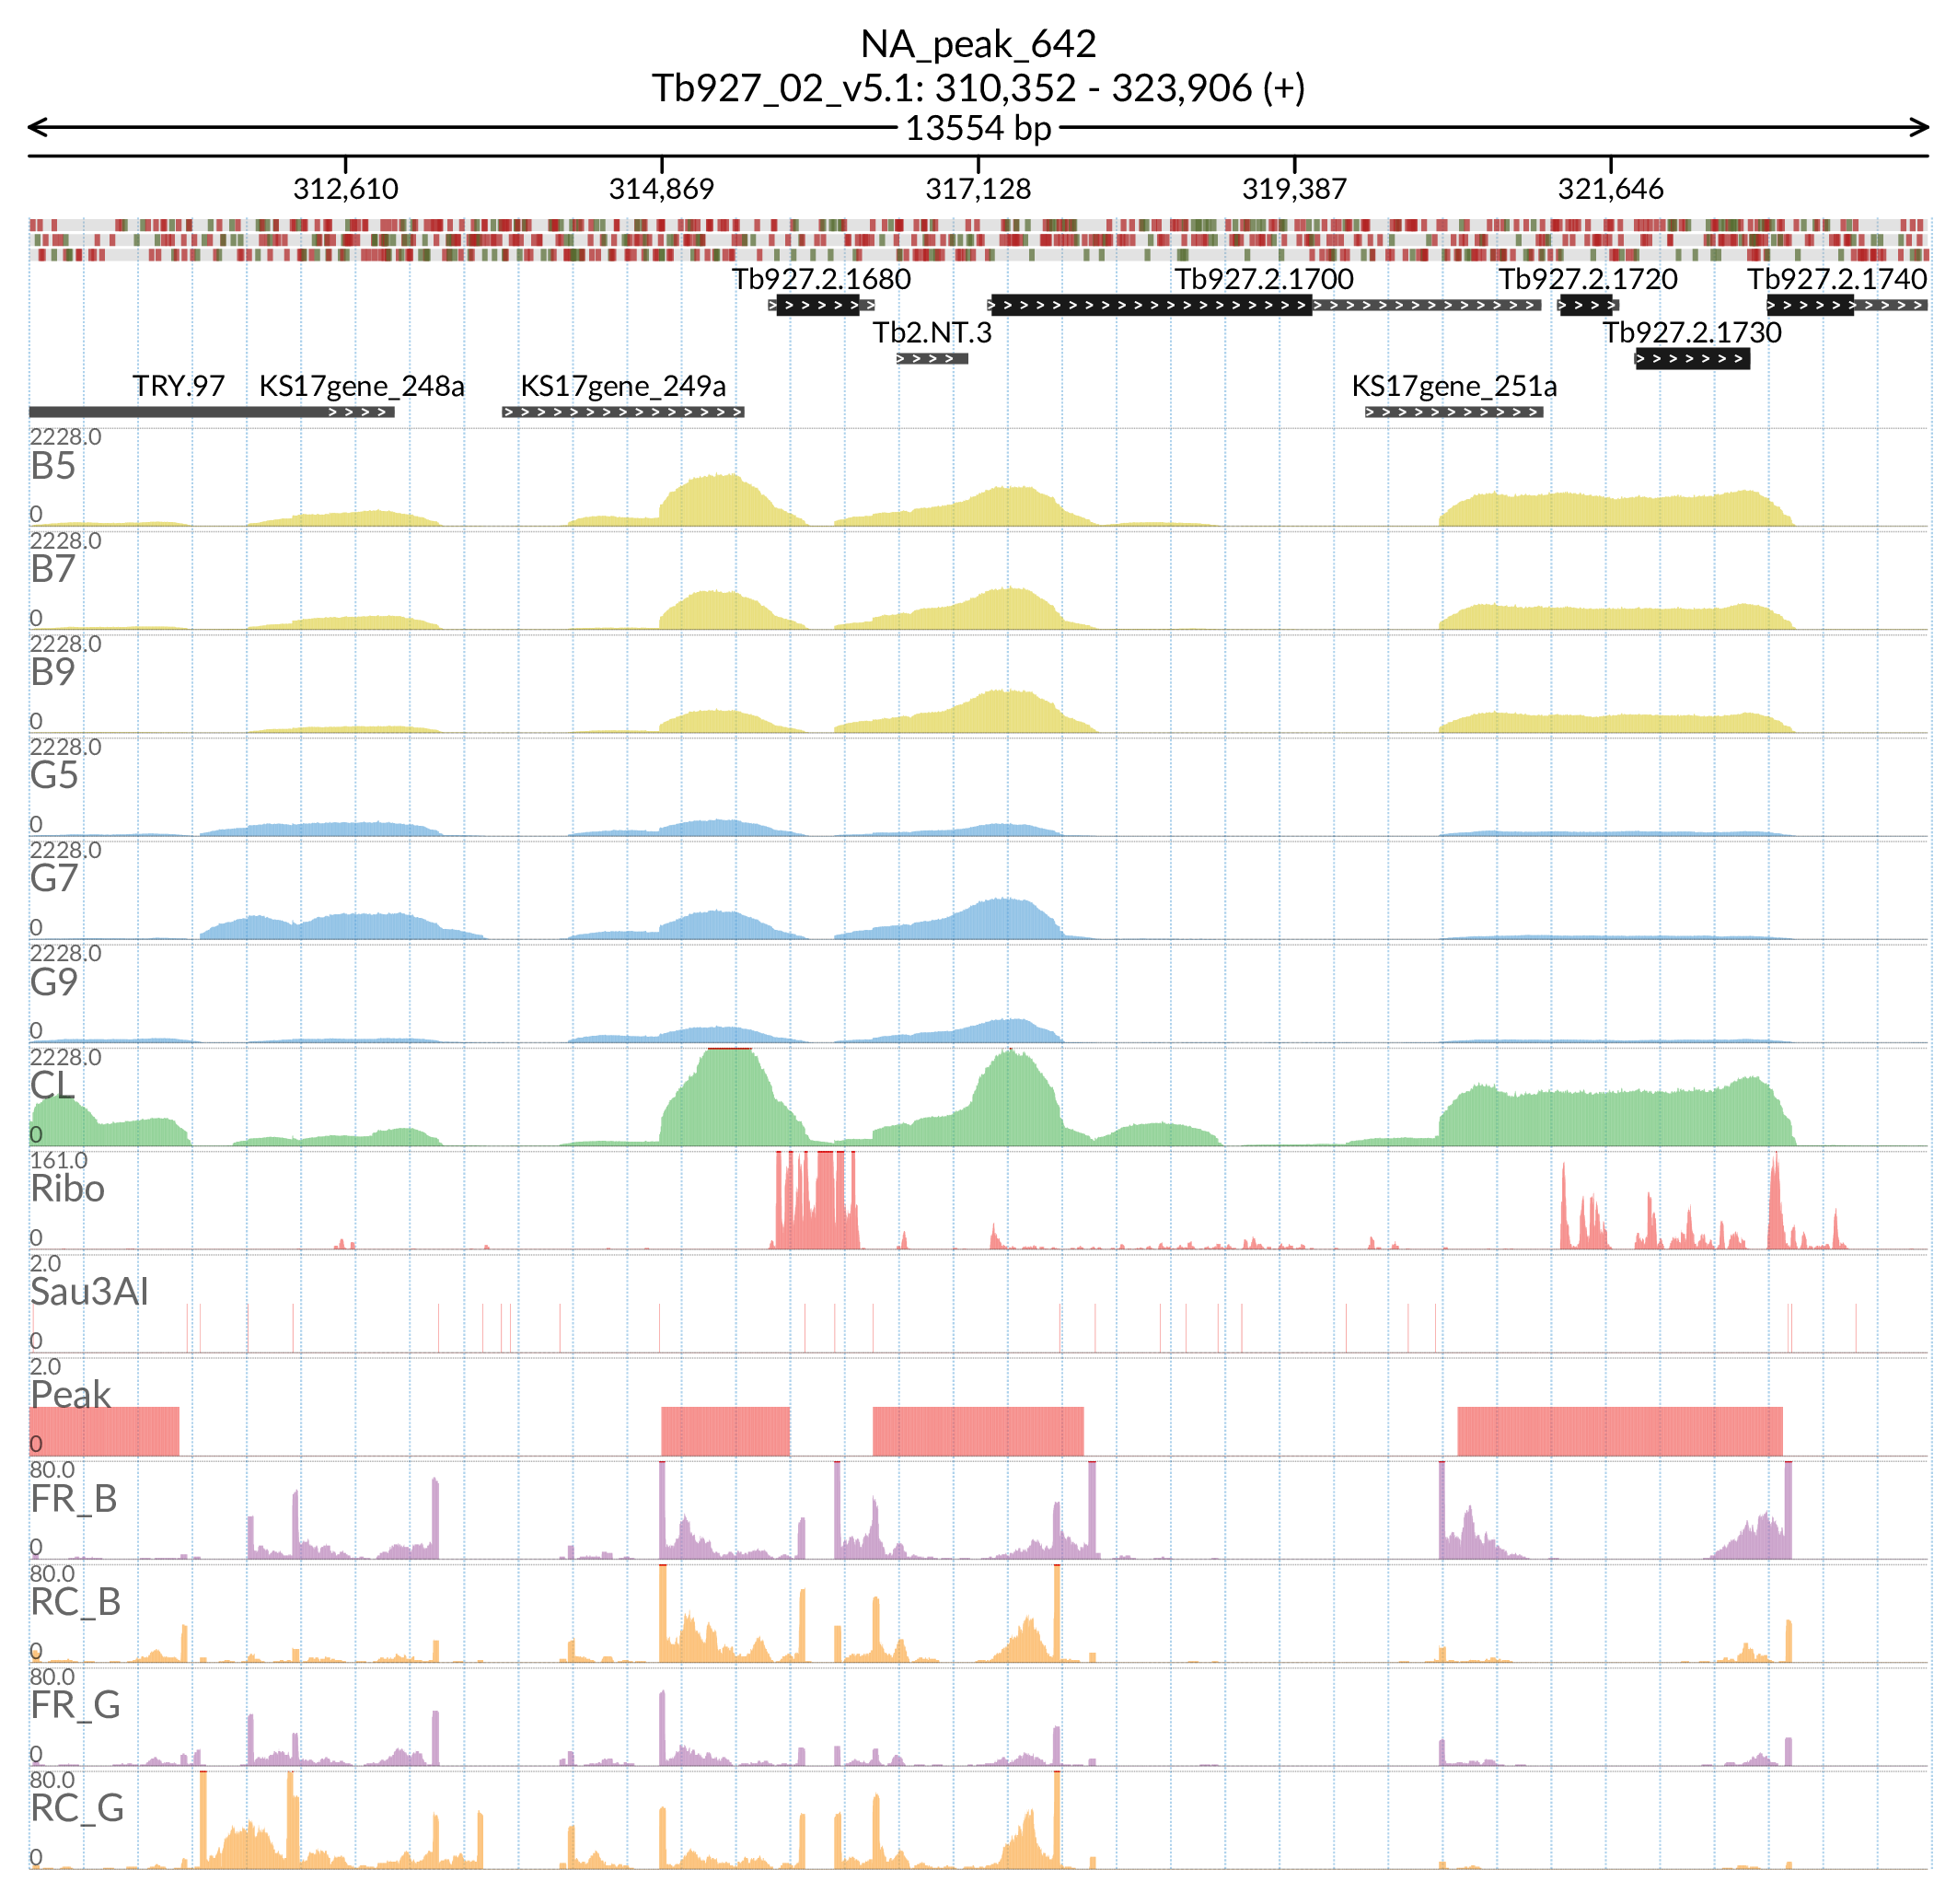 NA_peak_642
Tb927_02_v5.1: 310,352 - 323,906 (+)
13554 bp
312,610 314,869 317,128 319,387 321,646
Tb927.2.1680 Tb927.2.1700 Tb927.2.1720 Tb927.2.1740
Tb2.NT.3 Tb927.2.1730
TRY.97 KS17gene_248a KS17gene_249a KS17gene_251a
2228.0
B5
0
2228.0
B7
0
2228.0
B9
0
2228.0
G5
0
2228.0
G7
0
2228.0
G9
0
2228.0
CL
0
161.0
Ribo
0
2.0
Sau3AI
0
2.0
Peak
0
80.0
FR_B
0
80.0
RC_B
0
80.0
FR_G
0
80.0
RC_G
0